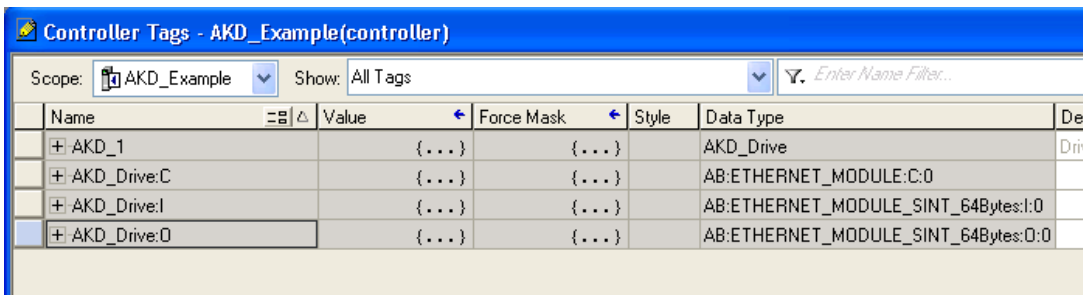 Controller Tags - AKD_Example(controller)
Scope: AKD_Example Show: All Tags Enter Name Filter...
Name Value Force Mask Style Data Type De
AKD_1 {...} {...} AKD_Drive Dri
AKD_Drive:C {...} {...} AB:ETHERNET_MODULE:C:0
AKD_Drive:I {...} {...} AB:ETHERNET_MODULE_SINT_64Bytes:I:0
AKD_Drive:O {...} {...} AB:ETHERNET_MODULE_SINT_64Bytes:O:0